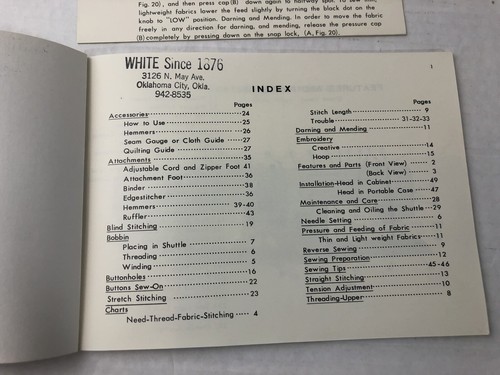 Fig. 20), and then press cap(B) down again to halfway spot. To sew thin,
lightweight fabrics lower the feed slightly by turning the black dot on the
knob to "LOW" position. Darning and Mending. In order to move the fabric
freely in any direction for darning, and mending, release the pressure cap
(B) completely by pressing down on the snap lock, (A, Fig. 20).
WHITE Since 1876
3126 N. May Ave.
Oklahoma City, Okla.
942-8535
1
INDEX
Pages
Accessories 24
How to Use 25
Hemmers 26
Seam Gauge or Cloth Guide 27
Quilting Guide 27
Attachments 35
Adjustable Cord and Zipper Foot 41
Attachment Foot 36
Binder 38
Edgestitcher 36
Hemmers 39-40
Ruffler 43
Blind Stitching 19
Bobbin
Placing in Shuttle 7
Threading 6
Winding 5
Buttonholes 16
Buttons Sew-On 22
Stretch Stitching 23
Charts
Need-Thread-Fabric-Stitching 4
Pages
Stitch Length 9
Trouble 31-32-33
Darning and Mending 11
Embroidery
Creative 14
Hoop 15
Features and Parts (Front View) 2
(Back View) 3
Installation-Head in Cabinet 49
Head in Portable Case 47
Maintenance and Care 28
Cleaning and Oiling the Shuttle 29
Needle Setting 6
Pressure and Feeding of Fabric 11
Thin and Light weight Fabrics 11
Reverse Sewing 9
Sewing Preparation 12
Sewing Tips 45-46
Straight Stitching 13
Tension Adjustment 10
Threading-Upper 8